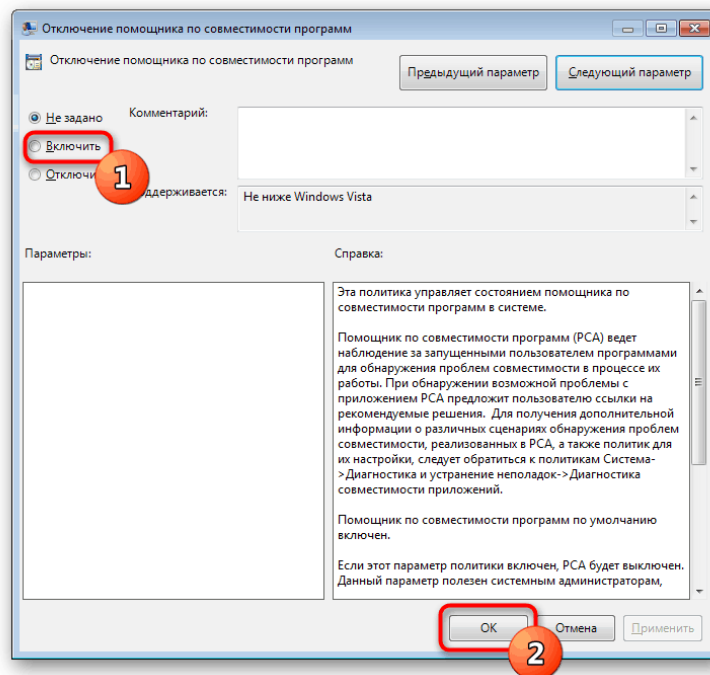 Отключение помощника по совместимости программ
Отключение помощника по совместимости программ
Предыдущий параметр
Следующий параметр
Не задано
Комментарий:
Включить
1
Отключи
оддерживается:
Не ниже Windows Vista
Параметры:
Справка:
Эта политика управляет состоянием помощника по
совместимости программ в системе.
Помощник по совместимости программ (PCA) ведет
наблюдение за запущенными пользователем программами
для обнаружения проблем совместимости в процессе их
работы. При обнаружении возможной проблемы с
приложением PCA предложит пользователю ссылки на
рекомендуемые решения.  Для получения дополнительной
информации о различных сценариях обнаружения проблем
совместимости, реализованных в PCA, а также политик для
их настройки, следует обратиться к политикам Система-
>Диагностика и устранение неполадок->Диагностика
совместимости приложений.
Помощник по совместимости программ по умолчанию
включен.
Если этот параметр политики включен, PCA будет выключен.
Данный параметр полезен системным администраторам,
OK
Отмена
Применить
2